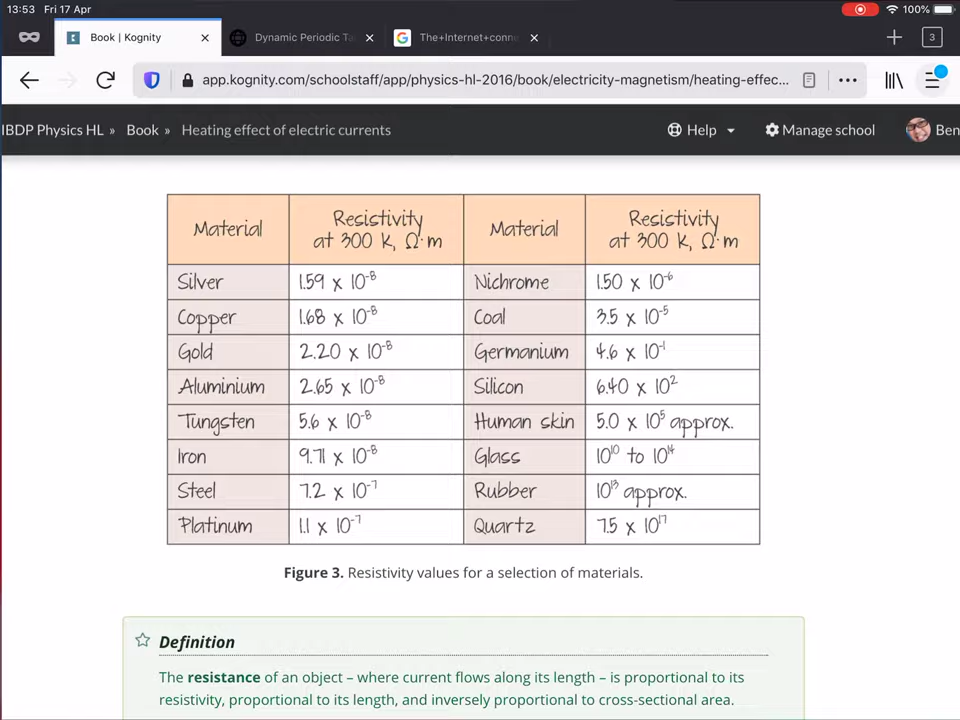 13:53 Fri 17 Apr 100%
Book | Kognity Dynamic Periodic Ta The+Internet+conne 3
app.kognity.com/schoolstaff/app/physics-hl-2016/book/electricity-magnetism/heating-effec...
IBDP Physics HL » Book » Heating effect of electric currents Help Manage school Ben
Material Resistivity at 300 K, Ω·m Material Resistivity at 300 K, Ω·m
Silver 1.59 x 10⁻⁸ Nichrome 1.50 x 10⁻⁶
Copper 1.68 x 10⁻⁸ Coal 3.5 x 10⁻⁵
Gold 2.20 x 10⁻⁸ Germanium 4.6 x 10⁻¹
Aluminium 2.65 x 10⁻⁸ Silicon 6.40 x 10²
Tungsten 5.6 x 10⁻⁸ Human skin 5.0 x 10⁵ approx.
Iron 9.71 x 10⁻⁸ Glass 10¹⁰ to 10¹⁴
Steel 7.2 x 10⁻⁷ Rubber 10¹³ approx.
Platinum 1.1 x 10⁻⁷ Quartz 7.5 x 10¹⁷
Figure 3. Resistivity values for a selection of materials.
Definition
The resistance of an object – where current flows along its length – is proportional to its
resistivity, proportional to its length, and inversely proportional to cross-sectional area.